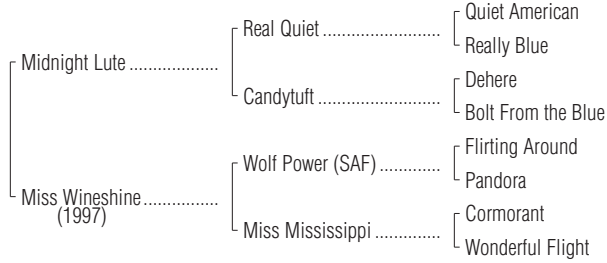 Quiet American
Real Quiet ........................
Really Blue
Midnight Lute ..................
Dehere
Candytuft .........................
Bolt From the Blue
Flirting Around
Wolf Power (SAF) .............
Pandora
Miss Wineshine ...............
(1997)
Cormorant
Miss Mississippi ...............
Wonderful Flight